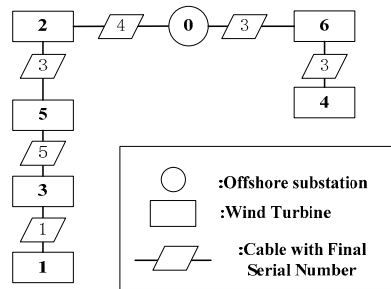 2 4 0 3 6
3 3
5 4
5
3
1
1
:Offshore substation
:Wind Turbine
:Cable with Final
Serial Number